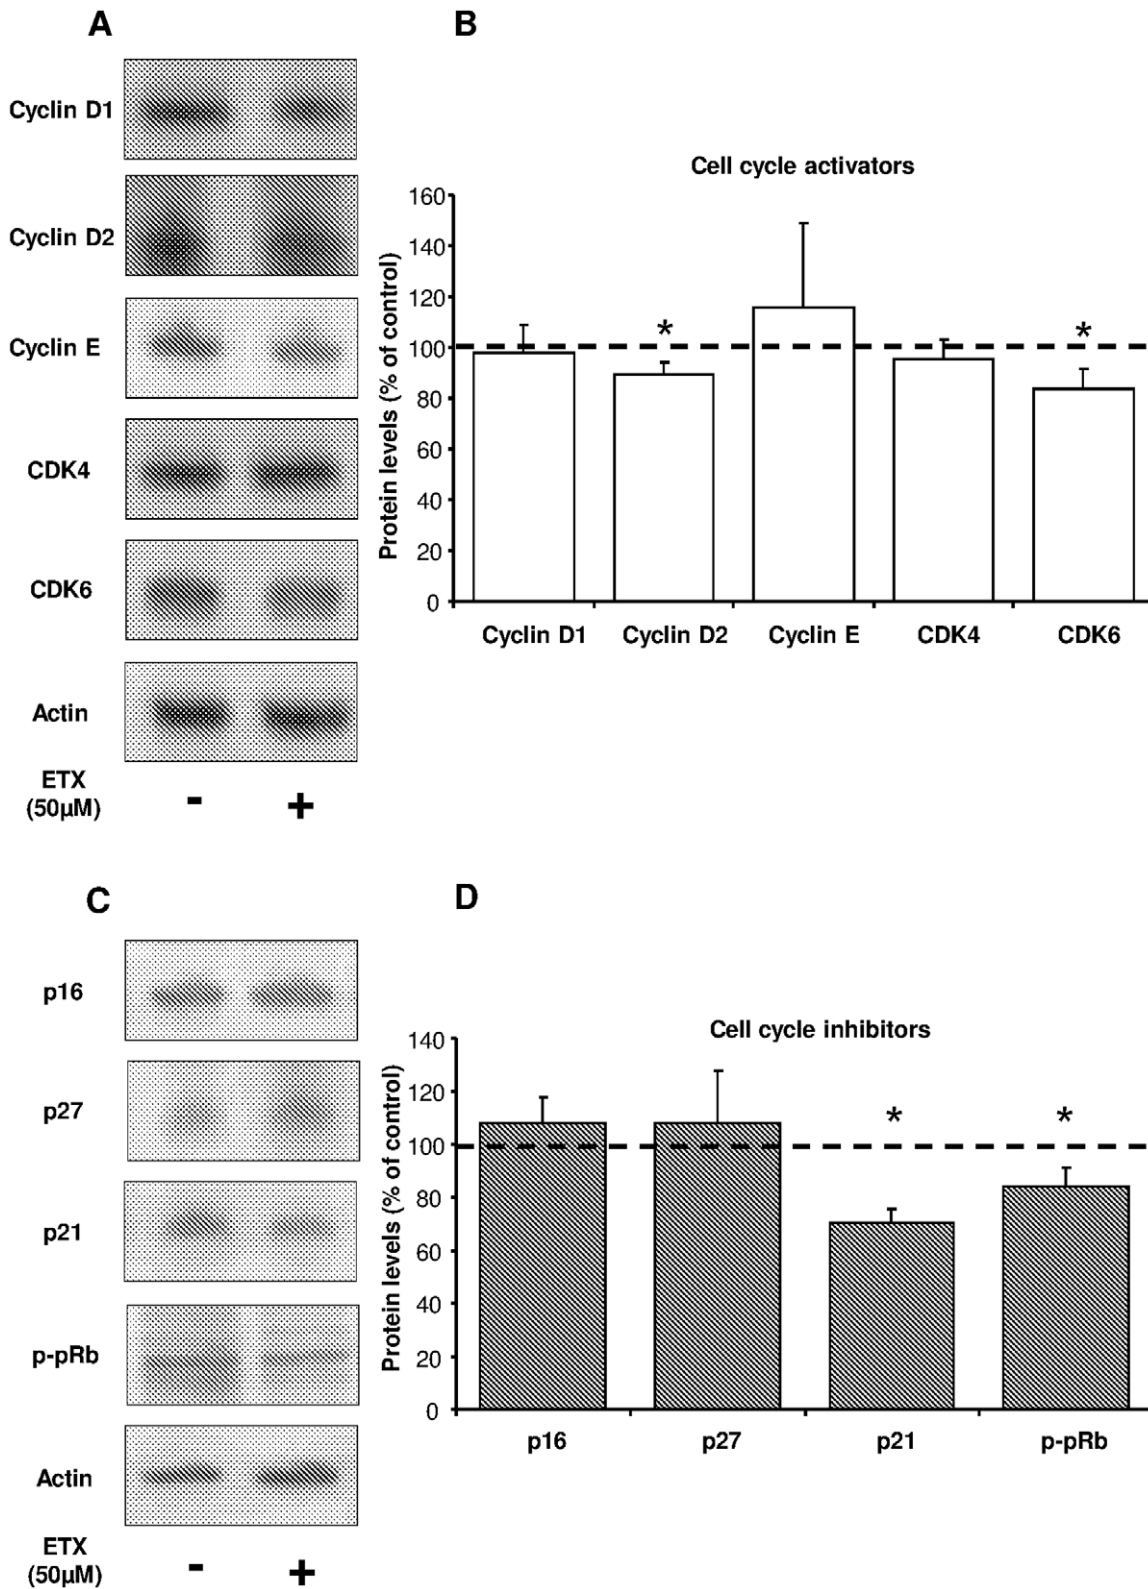 A
Cyclin D1
Cyclin D2
Cyclin E
CDK4
CDK6
Actin
ETX
(50µM)
- +
B
Cell cycle activators
Protein levels (% of control)
160
140
120
100
80
60
40
20
0
* *
Cyclin D1 Cyclin D2 Cyclin E CDK4 CDK6
C
p16
p27
p21
p-pRb
Actin
ETX
(50µM)
- +
D
Cell cycle inhibitors
Protein levels (% of control)
140
120
100
80
60
40
20
0
* *
p16 p27 p21 p-pRb